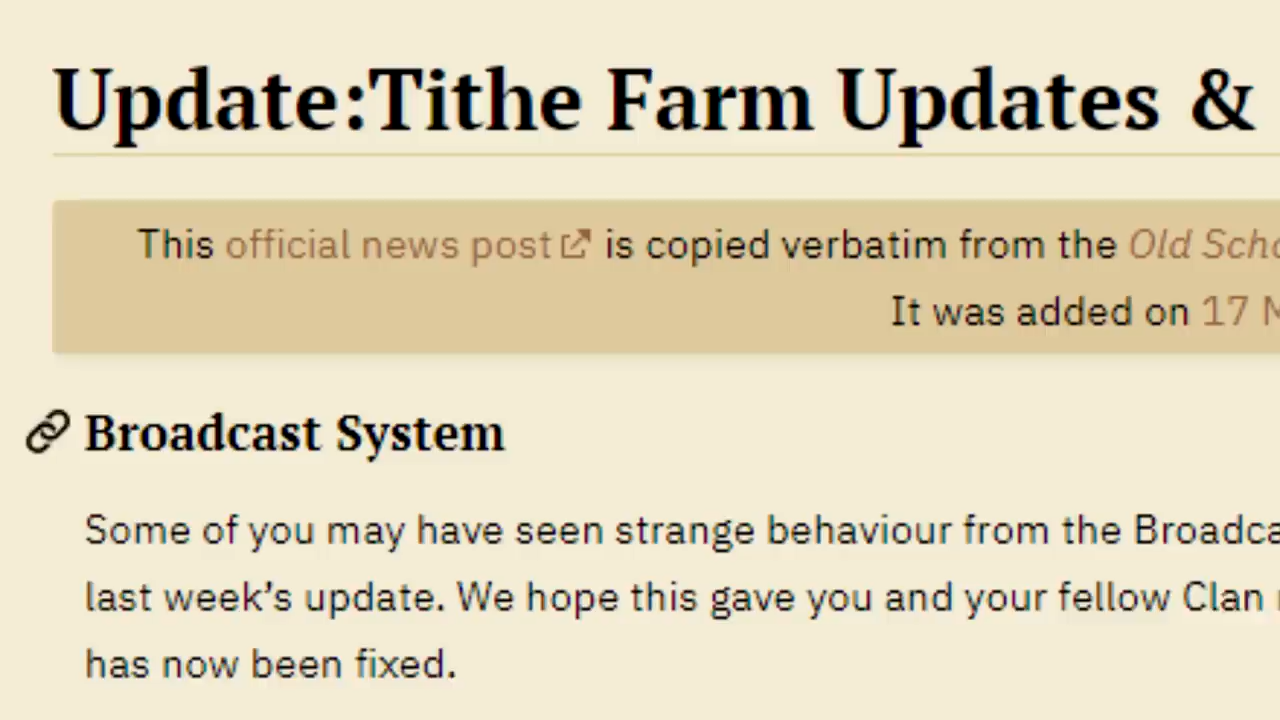 Update:Tithe Farm Updates &
This official news post is copied verbatim from the Old
It was added on 17
Broadcast System
Some of you may have seen strange behaviour from the
last week’s update. We hope this gave you and your fellow Clan
has now been fixed.